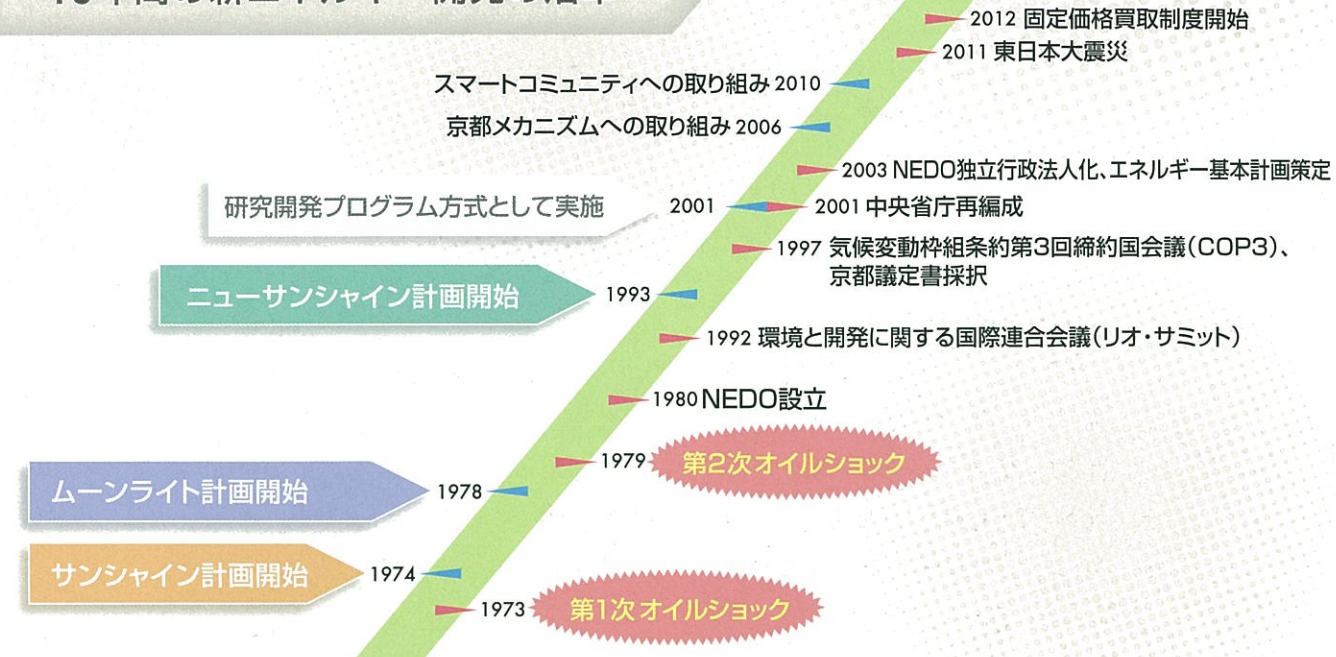 2012 固定価格買取制度開始
2011 東日本大震災
スマートコミュニティへの取り組み 2010
京都メカニズムへの取り組み 2006
2003 NEDO独立行政法人化、エネルギー基本計画策定
研究開発プログラム方式として実施 2001
2001 中央省庁再編成
1997 気候変動枠組条約第3回締約国会議(COP3)、
京都議定書採択
ニューサンシャイン計画開始 1993
1992 環境と開発に関する国際連合会議(リオ・サミット)
1980 NEDO設立
1979 第2次オイルショック
ムーンライト計画開始 1978
サンシャイン計画開始 1974
1973 第1次オイルショック